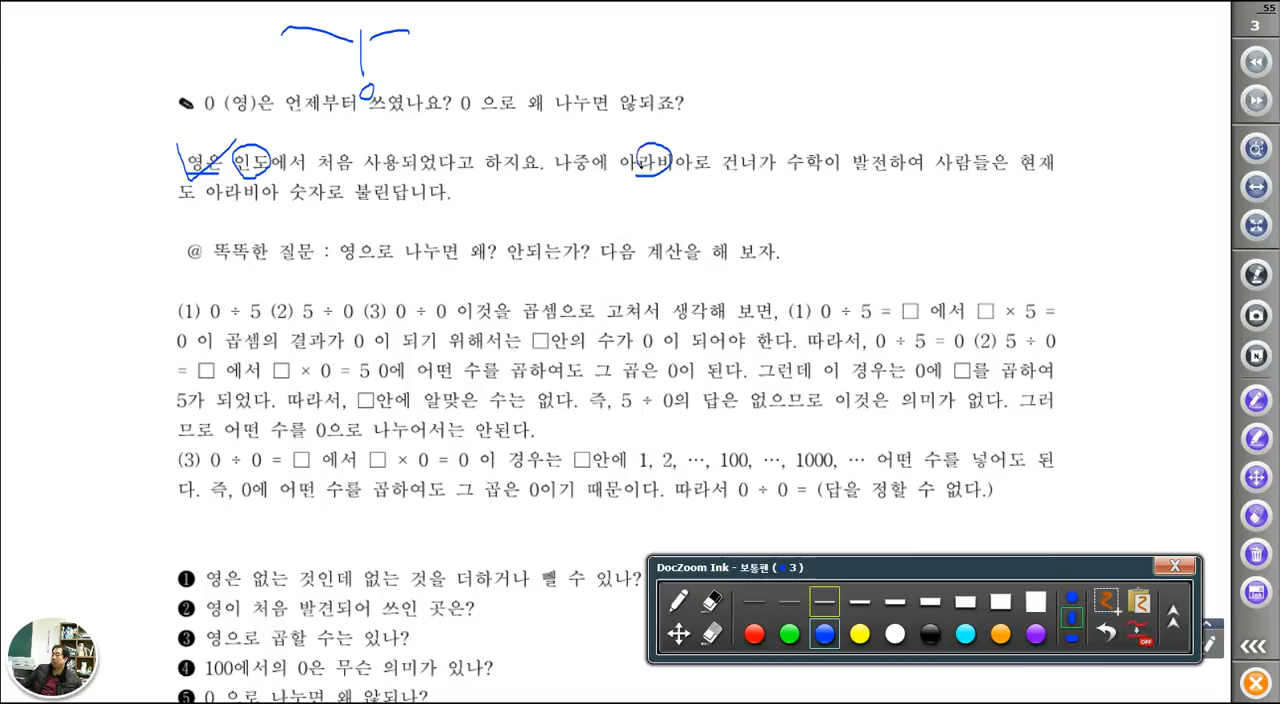 55
3
0 (영)은 언제부터 쓰였나요? 0 으로 왜 나누면 않되죠?
0
영은 인도에서 처음 사용되었다고 하지요. 나중에 아라비아로 건너가 수학이 발전하여 사람들은 현재
도 아라비아 숫자로 불린답니다.
@ 똑똑한 질문 : 영으로 나누면 왜? 안되는가? 다음 계산을 해 보자.
(1) 0 ÷ 5 (2) 5 ÷ 0 (3) 0 ÷ 0 이것을 곱셈으로 고쳐서 생각해 보면, (1) 0 ÷ 5 = □ 에서 □ × 5 =
0 이 곱셈의 결과가 0 이 되기 위해서는 □안의 수가 0 이 되어야 한다. 따라서, 0 ÷ 5 = 0 (2) 5 ÷ 0
= □ 에서 □ × 0 = 5 0에 어떤 수를 곱하여도 그 곱은 0이 된다. 그런데 이 경우는 0에 □를 곱하여
5가 되었다. 따라서, □안에 알맞은 수는 없다. 즉, 5 ÷ 0의 답은 없으므로 이것은 의미가 없다. 그러
므로 어떤 수를 0으로 나누어서는 안된다.
(3) 0 ÷ 0 = □ 에서 □ × 0 = 0 이 경우는 □안에 1, 2, ⋯, 100, ⋯, 1000, ⋯ 어떤 수를 넣어도 된
다. 즉, 0에 어떤 수를 곱하여도 그 곱은 0이기 때문이다. 따라서 0 ÷ 0 = (답을 정할 수 없다.)
❶ 영은 없는 것인데 없는 것을 더하거나 뺄 수 있나?
❷ 영이 처음 발견되어 쓰인 곳은?
❸ 영으로 곱할 수는 있나?
❹ 100에서의 0은 무슨 의미가 있나?
❺ 0 으로 나누면 왜 않되나?
DocZoom Ink - 보통펜 ( 3 )
X
OFF
N